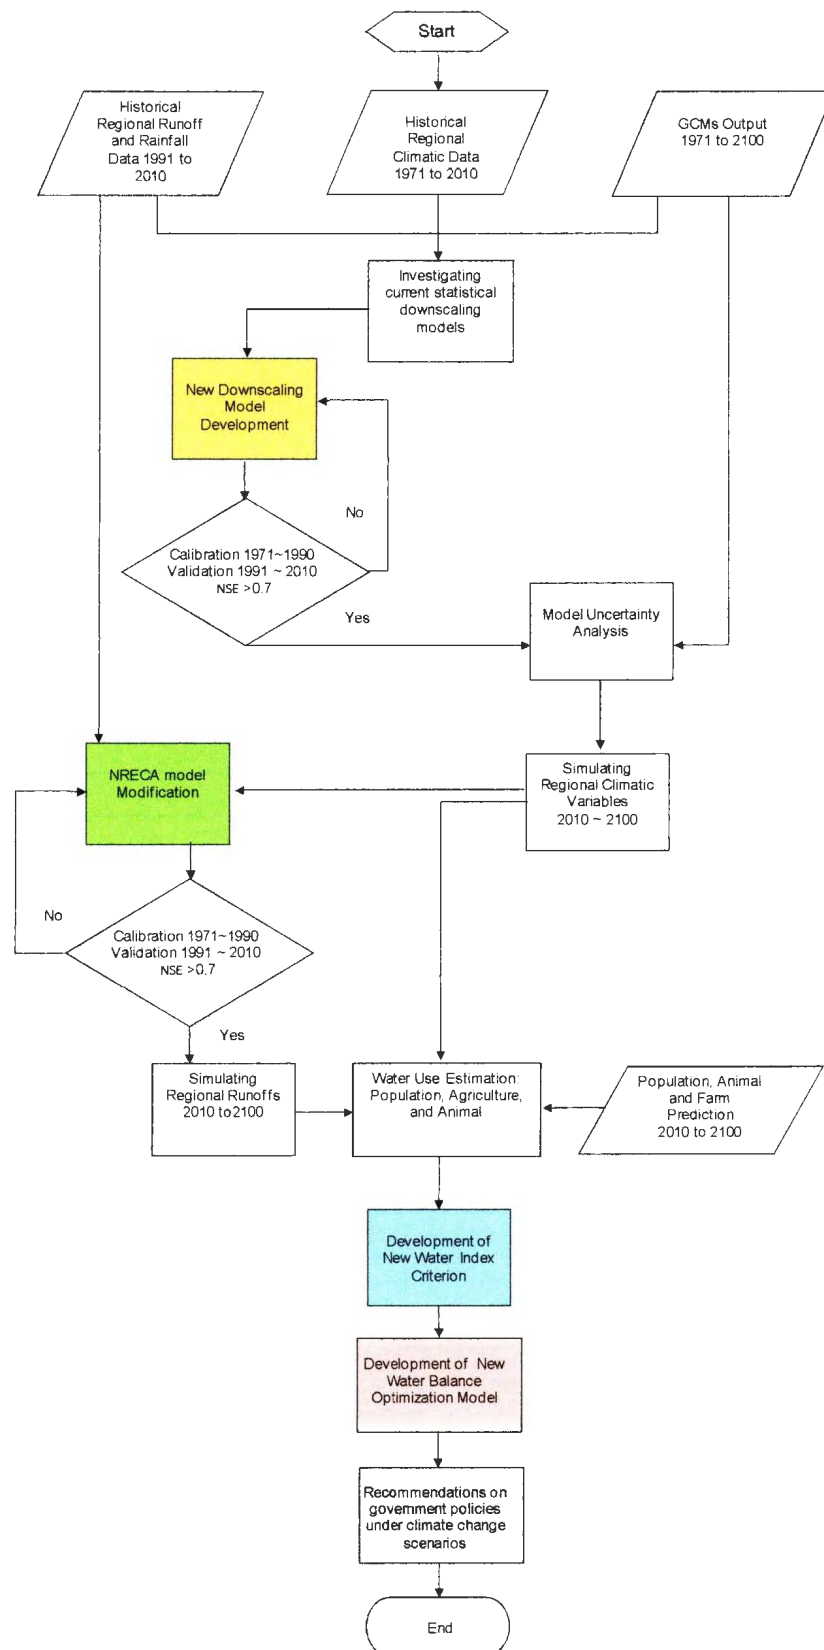 Start
Historical
Regional Runoff
and Rainfall
Data 1991 to
2010
Historical
Regional
Climatic Data
1971 to 2010
GCMs Output
1971 to 2100
Investigating
current statistical
downscaling
models
New Downscaling
Model
Development
No
Calibration 1971~1990
Validation 1991 ~ 2010
NSE >0.7
Yes
Model Uncertainty
Analysis
NRECA model
Modification
Simulating
Regional Climatic
Variables
2010 ~ 2100
No
Calibration 1971~1990
Validation 1991 ~ 2010
NSE >0.7
Yes
Simulating
Regional Runoffs
2010 to 2100
Water Use Estimation:
Population, Agriculture,
and Animal
Population, Animal
and Farm
Prediction
2010 to 2100
Development of
New Water Index
Criterion
Development of New
Water Balance
Optimization Model
Recommendations on
government policies
under climate change
scenarios
End